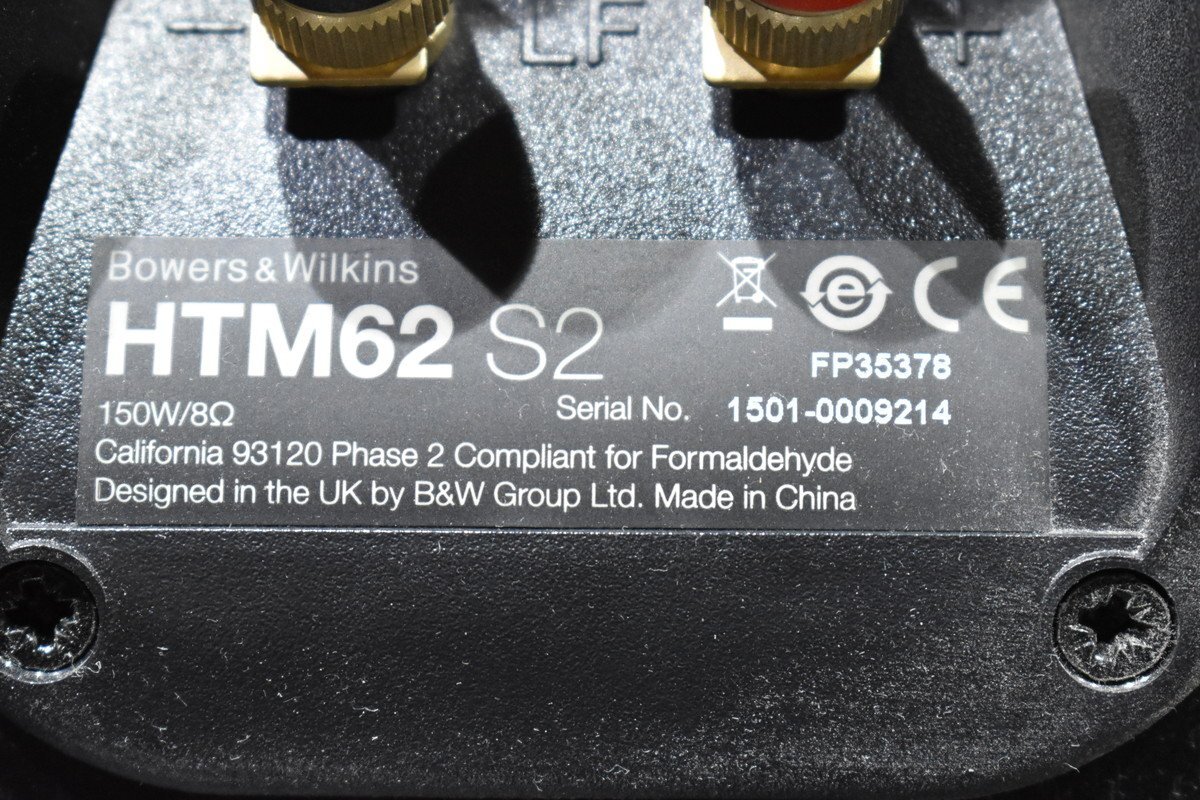 − LF +
Bowers & Wilkins
HTM62 S2
FP35378
150W/8Ω
Serial No. 1501-0009214
California 93120 Phase 2 Compliant for Formaldehyde
Designed in the UK by B&W Group Ltd. Made in China
e
CE